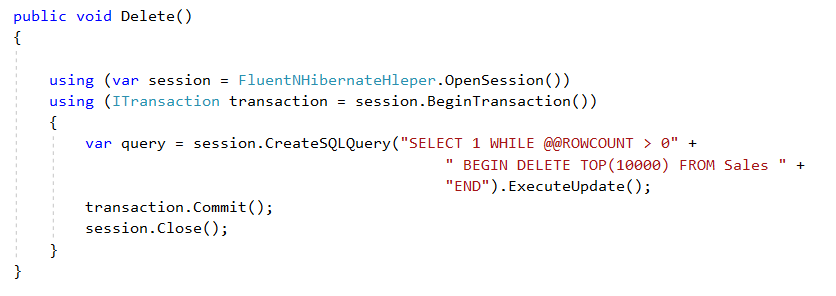 public void Delete()
{
using (var session = FluentNHibernateHleper.OpenSession())
using (ITransaction transaction = session.BeginTransaction())
{
var query = session.CreateSQLQuery("SELECT 1 WHILE @@ROWCOUNT > 0" +
" BEGIN DELETE TOP(10000) FROM Sales " +
"END").ExecuteUpdate();
transaction.Commit();
session.Close();
}
}